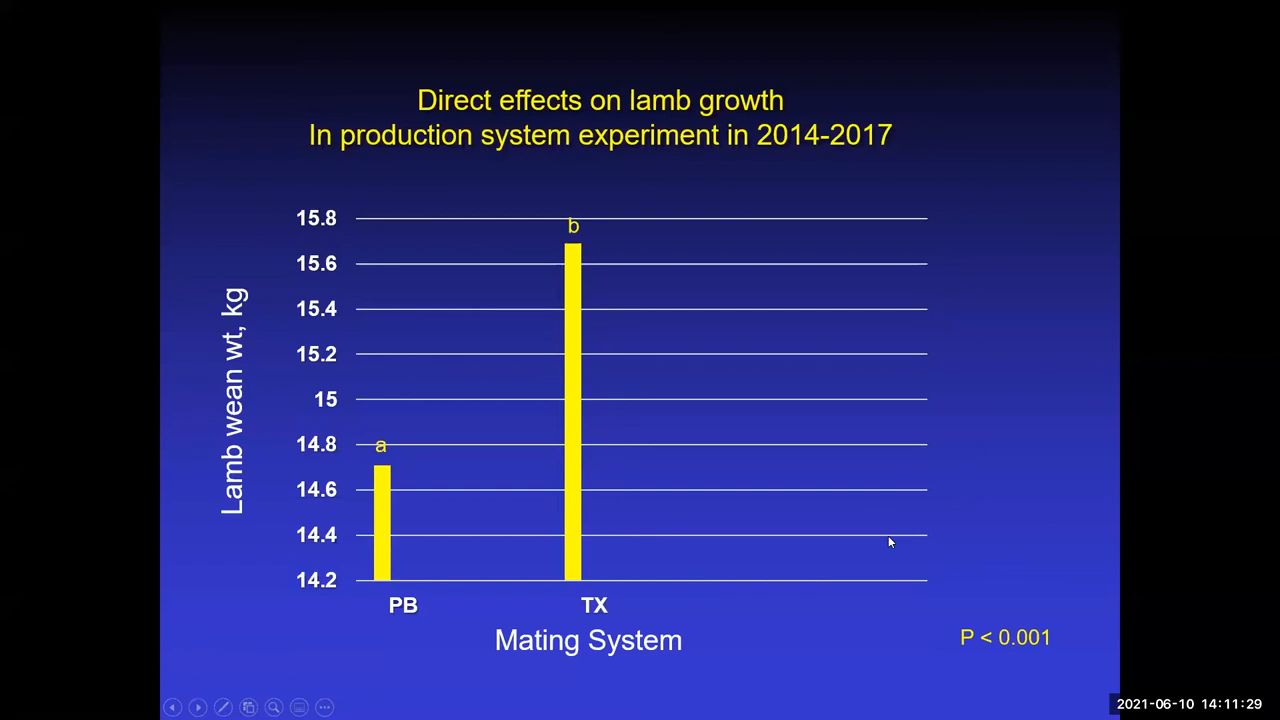 Direct effects on lamb growth
In production system experiment in 2014-2017
15.8
15.6
15.4
15.2
15
14.8
14.6
14.4
14.2
Lamb wean wt, kg
a
b
PB
TX
Mating System
P < 0.001
2021-06-10 14:11:29